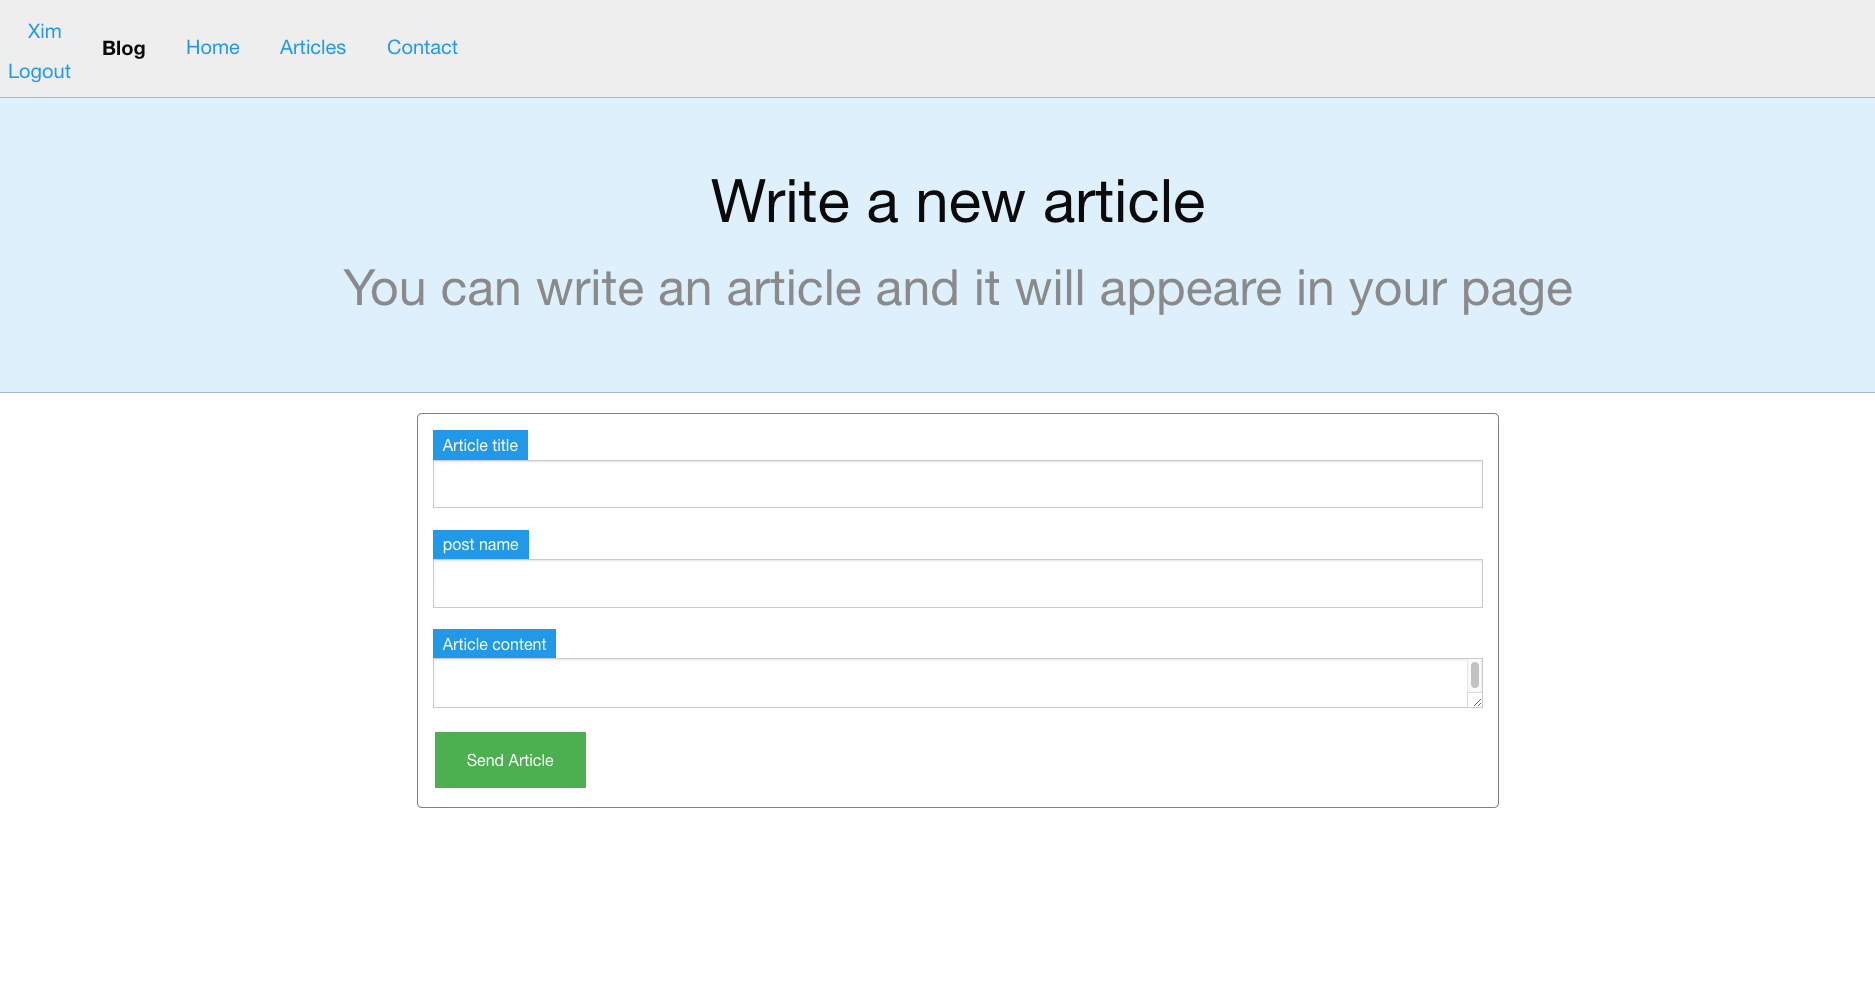 Xim
Logout
Blog
Home
Articles
Contact
Write a new article
You can write an article and it will appeare in your page
Article title
post name
Article content
Send Article